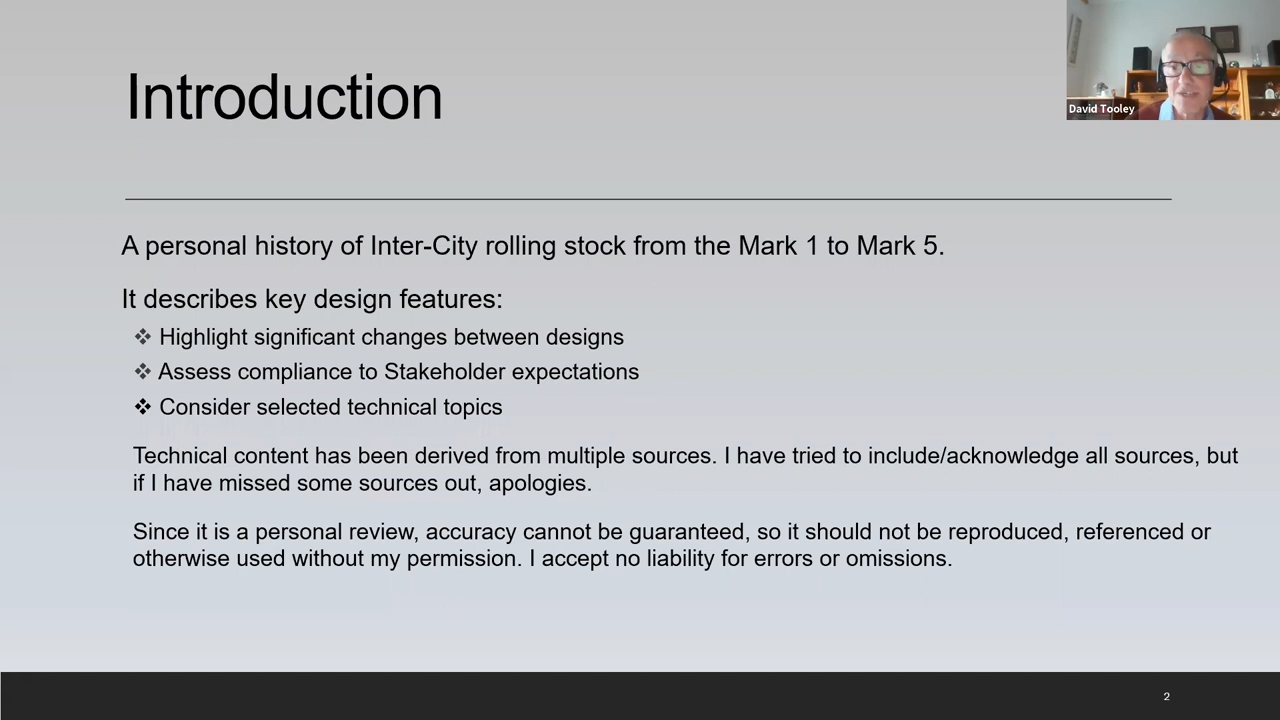 Introduction
David Tooley
A personal history of Inter-City rolling stock from the Mark 1 to Mark 5.
It describes key design features:
❖ Highlight significant changes between designs
❖ Assess compliance to Stakeholder expectations
❖ Consider selected technical topics
Technical content has been derived from multiple sources. I have tried to include/acknowledge all sources, but
if I have missed some sources out, apologies.
Since it is a personal review, accuracy cannot be guaranteed, so it should not be reproduced, referenced or
otherwise used without my permission. I accept no liability for errors or omissions.
2